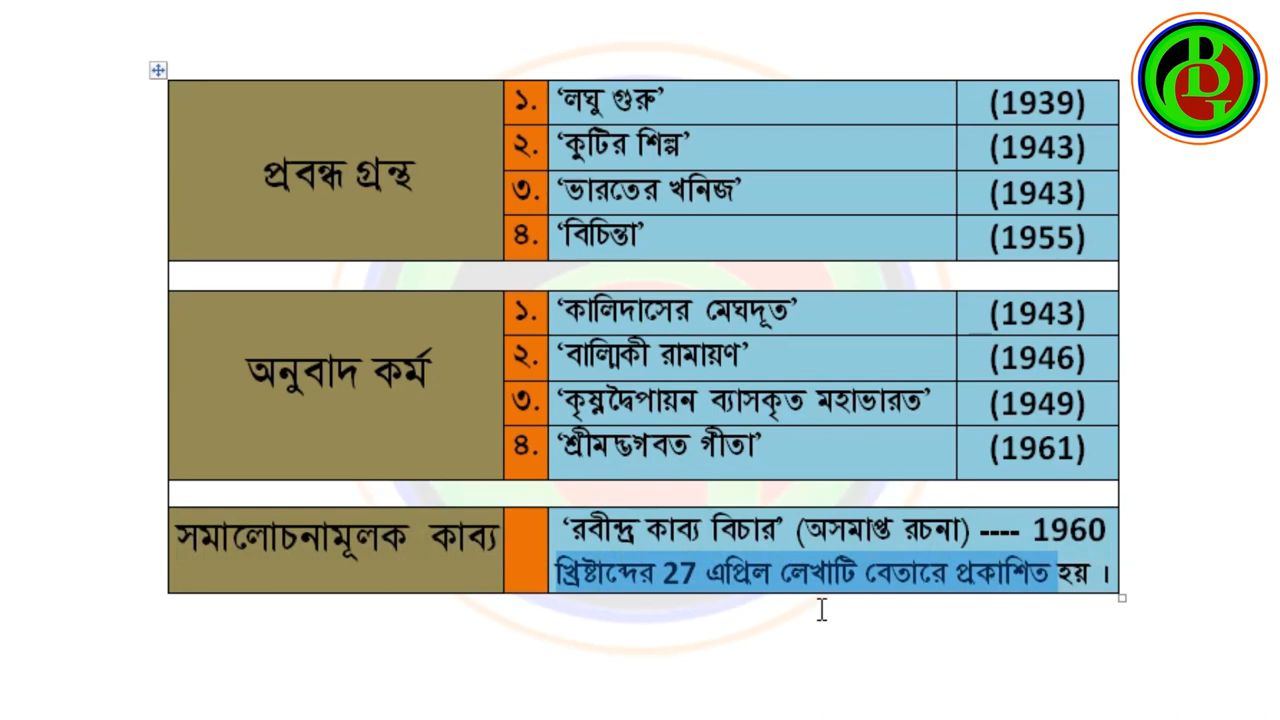 প্রবন্ধ গ্রন্থ
১. ‘লঘু গুরু’ (1939)
২. ‘কুটির শিল্প’ (1943)
৩. ‘ভারতের খনিজ’ (1943)
৪. ‘বিচিন্তা’ (1955)
অনুবাদ কর্ম
১. ‘কালিদাসের মেঘদূত’ (1943)
২. ‘বাল্মিকী রামায়ণ’ (1946)
৩. ‘কৃষ্ণদ্বৈপায়ন ব্যাসকৃত মহাভারত’ (1949)
৪. ‘শ্রীমদ্ভগবত গীতা’ (1961)
সমালোচনামূলক কাব্য
‘রবীন্দ্র কাব্য বিচার’ (অসমাপ্ত রচনা) ---- 1960
খ্রিষ্টাব্দের 27 এপ্রিল লেখাটি বেতারে প্রকাশিত হয় ।